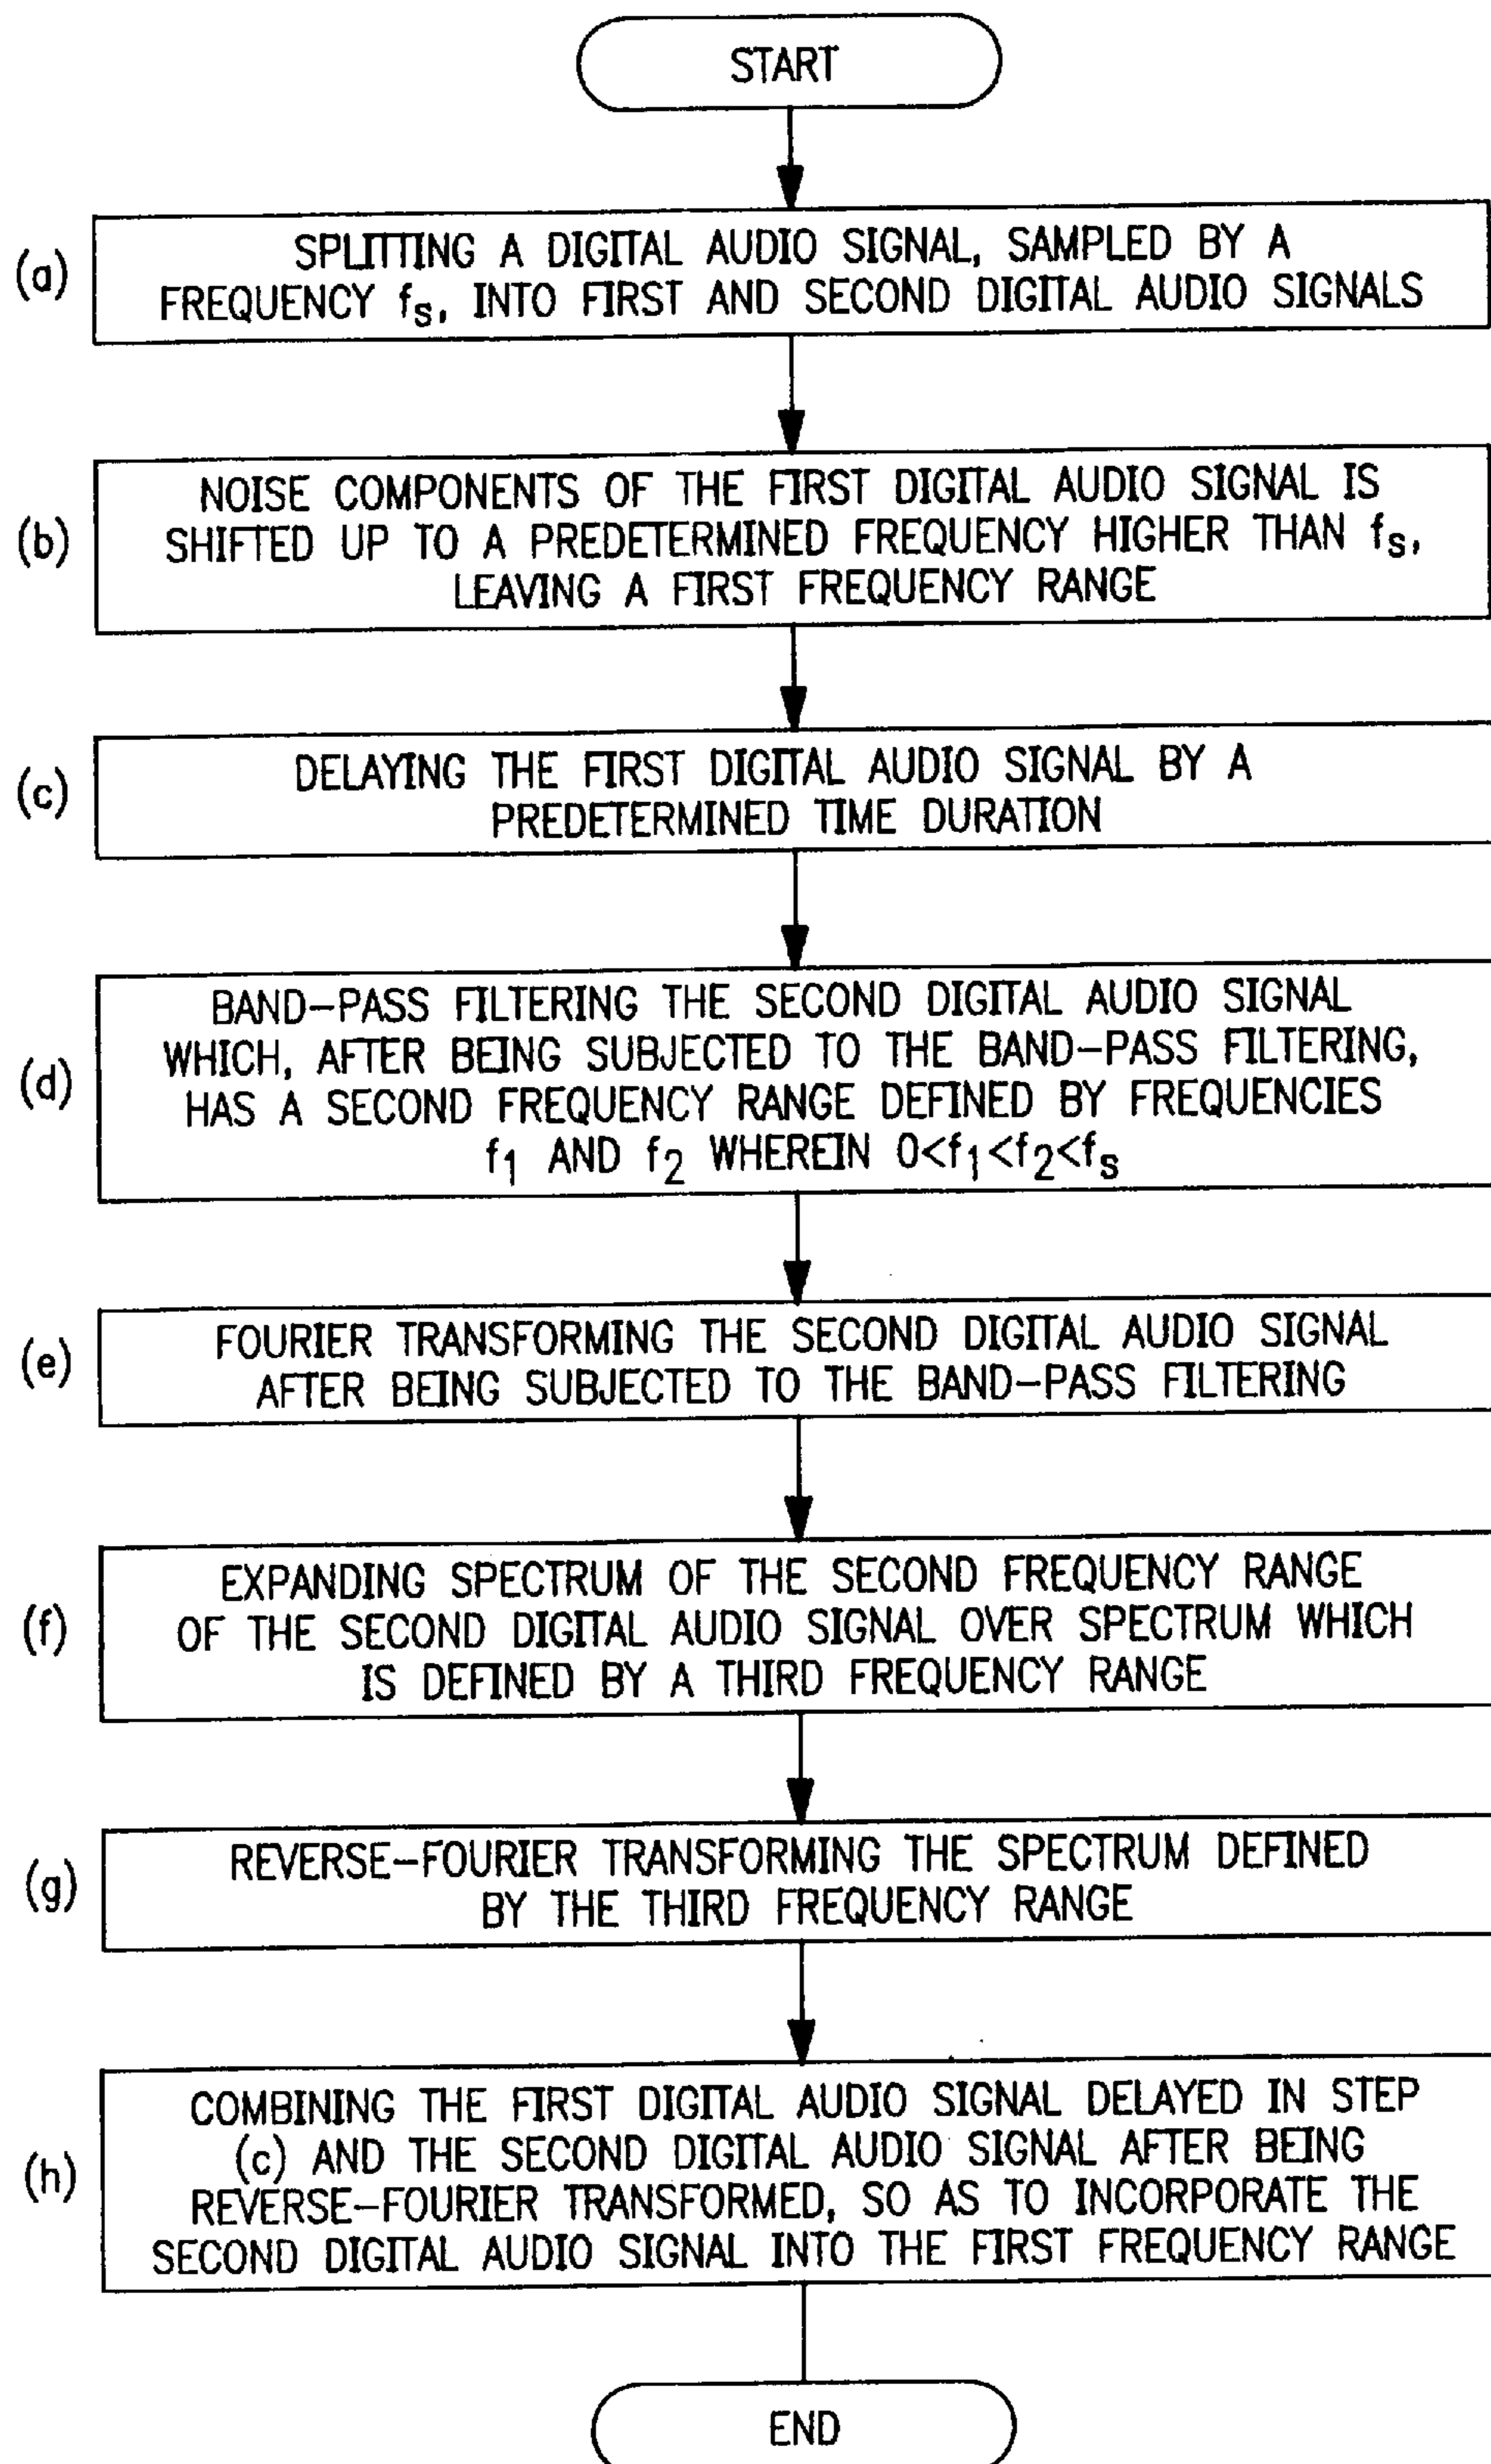 START
(a)
SPLITTING A DIGITAL AUDIO SIGNAL, SAMPLED BY A
FREQUENCY fs, INTO FIRST AND SECOND DIGITAL AUDIO SIGNALS
(b)
NOISE COMPONENTS OF THE FIRST DIGITAL AUDIO SIGNAL IS
SHIFTED UP TO A PREDETERMINED FREQUENCY HIGHER THAN fs,
LEAVING A FIRST FREQUENCY RANGE
(c)
DELAYING THE FIRST DIGITAL AUDIO SIGNAL BY A
PREDETERMINED TIME DURATION
(d)
BAND-PASS FILTERING THE SECOND DIGITAL AUDIO SIGNAL
WHICH, AFTER BEING SUBJECTED TO THE BAND-PASS FILTERING,
HAS A SECOND FREQUENCY RANGE DEFINED BY FREQUENCIES
f1 AND f2 WHEREIN 0<f1<f2<fs
(e)
FOURIER TRANSFORMING THE SECOND DIGITAL AUDIO SIGNAL
AFTER BEING SUBJECTED TO THE BAND-PASS FILTERING
(f)
EXPANDING SPECTRUM OF THE SECOND FREQUENCY RANGE
OF THE SECOND DIGITAL AUDIO SIGNAL OVER SPECTRUM WHICH
IS DEFINED BY A THIRD FREQUENCY RANGE
(g)
REVERSE-FOURIER TRANSFORMING THE SPECTRUM DEFINED
BY THE THIRD FREQUENCY RANGE
(h)
COMBINING THE FIRST DIGITAL AUDIO SIGNAL DELAYED IN STEP
(c) AND THE SECOND DIGITAL AUDIO SIGNAL AFTER BEING
REVERSE-FOURIER TRANSFORMED, SO AS TO INCORPORATE THE
SECOND DIGITAL AUDIO SIGNAL INTO THE FIRST FREQUENCY RANGE
END